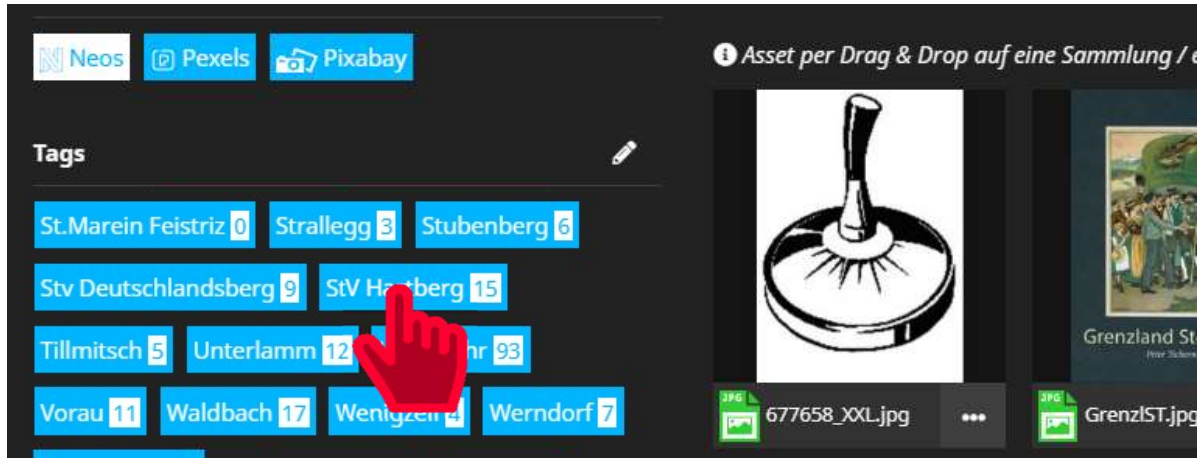 Neos Pexels Pixabay
Tags
St.Marein Feistriz 0 Strallegg 3 Stubenberg 6
Stv Deutschlandsberg 9 StV Hartberg 15
Tillmitsch 5 Unterlamm 12 93
Vorau 11 Waldbach 17 Wenigzell 4 Werndorf 7
Asset per Drag & Drop auf eine Sammlung /
JPG 677658_XXL.jpg
Grenzland
JPG GrenzlST.jpg